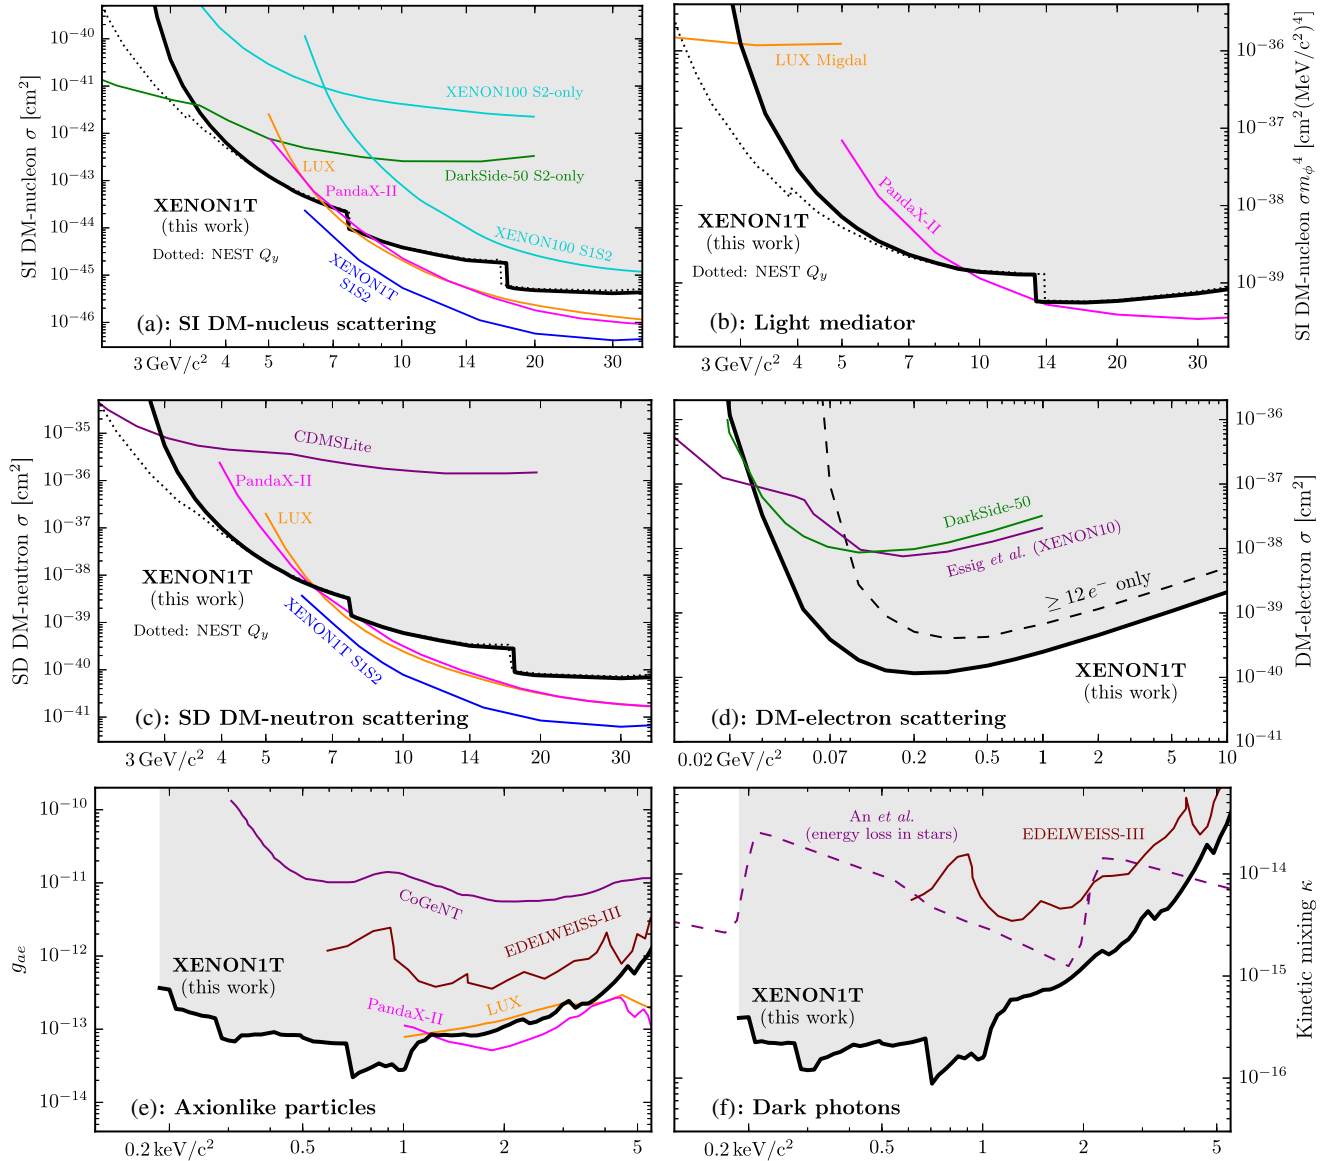 10⁻⁴⁰
10⁻⁴¹
10⁻⁴²
10⁻⁴³
10⁻⁴⁴
10⁻⁴⁵
10⁻⁴⁶
SI DM-nucleon σ [cm²]
XENON100 S2-only
DarkSide-50 S2-only
LUX
PandaX-II
XENON1T
(this work)
Dotted: NEST Q_y
XENON100 S1S2
XENON1T
S1S2
(a): SI DM-nucleus scattering
3 GeV/c² 4 5 7 10 14 20 30
LUX Migdal
PandaX-II
XENON1T
(this work)
Dotted: NEST Q_y
(b): Light mediator
3 GeV/c² 4 5 7 10 14 20 30
10⁻³⁶
10⁻³⁷
10⁻³⁸
10⁻³⁹
SI DM-nucleon σm_ϕ⁴ [cm²(MeV/c²)⁴]
10⁻³⁵
10⁻³⁶
10⁻³⁷
10⁻³⁸
10⁻³⁹
10⁻⁴⁰
10⁻⁴¹
SD DM-neutron σ [cm²]
CDMSLite
PandaX-II
LUX
XENON1T
(this work)
Dotted: NEST Q_y
XENON1T S1S2
(c): SD DM-neutron scattering
3 GeV/c² 4 5 7 10 14 20 30
DarkSide-50
Essig et al. (XENON10)
≥ 12 e⁻ only
XENON1T
(this work)
(d): DM-electron scattering
0.02 GeV/c² 0.07 0.2 0.5 1 2 5 10
10⁻³⁶
10⁻³⁷
10⁻³⁸
10⁻³⁹
10⁻⁴⁰
10⁻⁴¹
DM-electron σ [cm²]
10⁻¹⁰
10⁻¹¹
10⁻¹²
10⁻¹³
10⁻¹⁴
g_ae
CoGeNT
EDELWEISS-III
XENON1T
(this work)
PandaX-II
LUX
(e): Axionlike particles
0.2 keV/c² 0.5 1 2 5
An et al.
(energy loss in stars)
EDELWEISS-III
XENON1T
(this work)
(f): Dark photons
0.2 keV/c² 0.5 1 2 5
10⁻¹⁴
10⁻¹⁵
10⁻¹⁶
Kinetic mixing κ